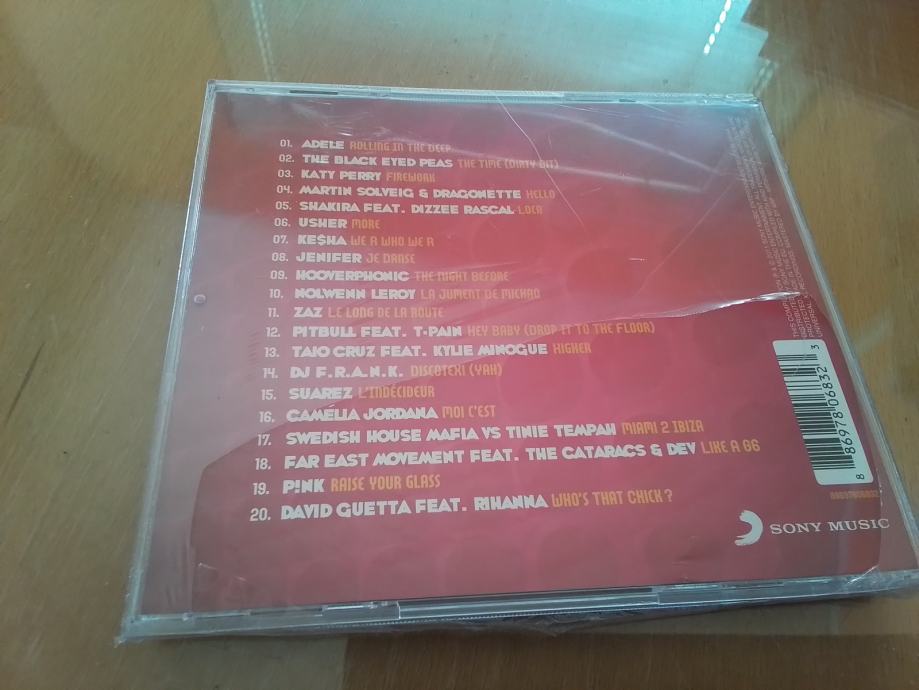 01. ADELE ROLLING IN THE DEEP
02. THE BLACK EYED PEAS THE TIME (DIRTY BIT)
03. KATY PERRY FIREWORK
04. MARTIN SOLVEIG & DRAGONETTE HELLO
05. SHAKIRA FEAT. DIZZEE RASCAL LOCA
06. USHER MORE
07. KE$HA WE R WHO WE R
08. JENIFER JE DANSE
09. HOOVERPHONIC THE NIGHT BEFORE
10. NOLWENN LEROY LA JUMENT DE MICHAO
11. ZAZ LE LONG DE LA ROUTE
12. PITBULL FEAT. T-PAIN HEY BABY (DROP IT TO THE FLOOR)
13. TAIO CRUZ FEAT. KYLIE MINOGUE HIGHER
14. DJ F.R.A.N.K. DISCOTEX! (YAH)
15. SUAREZ L'INDÉCIDEUR
16. CAMÉLIA JORDANA MOI C'EST
17. SWEDISH HOUSE MAFIA VS TINIE TEMPAH MIAMI 2 IBIZA
18. FAR EAST MOVEMENT FEAT. THE CATARACS & DEV LIKE A G6
19. P!NK RAISE YOUR GLASS
20. DAVID GUETTA FEAT. RIHANNA WHO'S THAT CHICK ?
8 86978 06832 3
SONY MUSIC